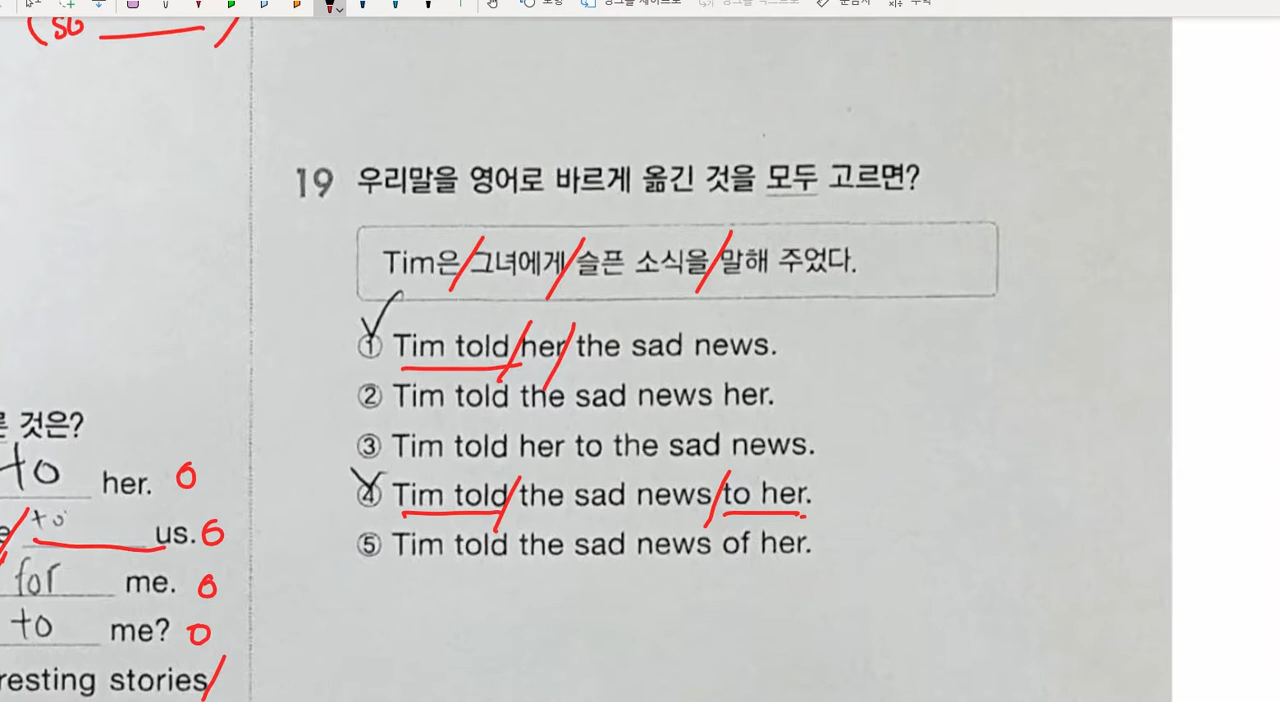 (so
19 우리말을 영어로 바르게 옮긴 것을 모두 고르면?
Tim은 그녀에게 슬픈 소식을 말해 주었다.
① Tim told her the sad news.
② Tim told the sad news her.
③ Tim told her to the sad news.
④ Tim told the sad news to her.
⑤ Tim told the sad news of her.
것은?
to her.
to us.
for me.
to me?
resting stories